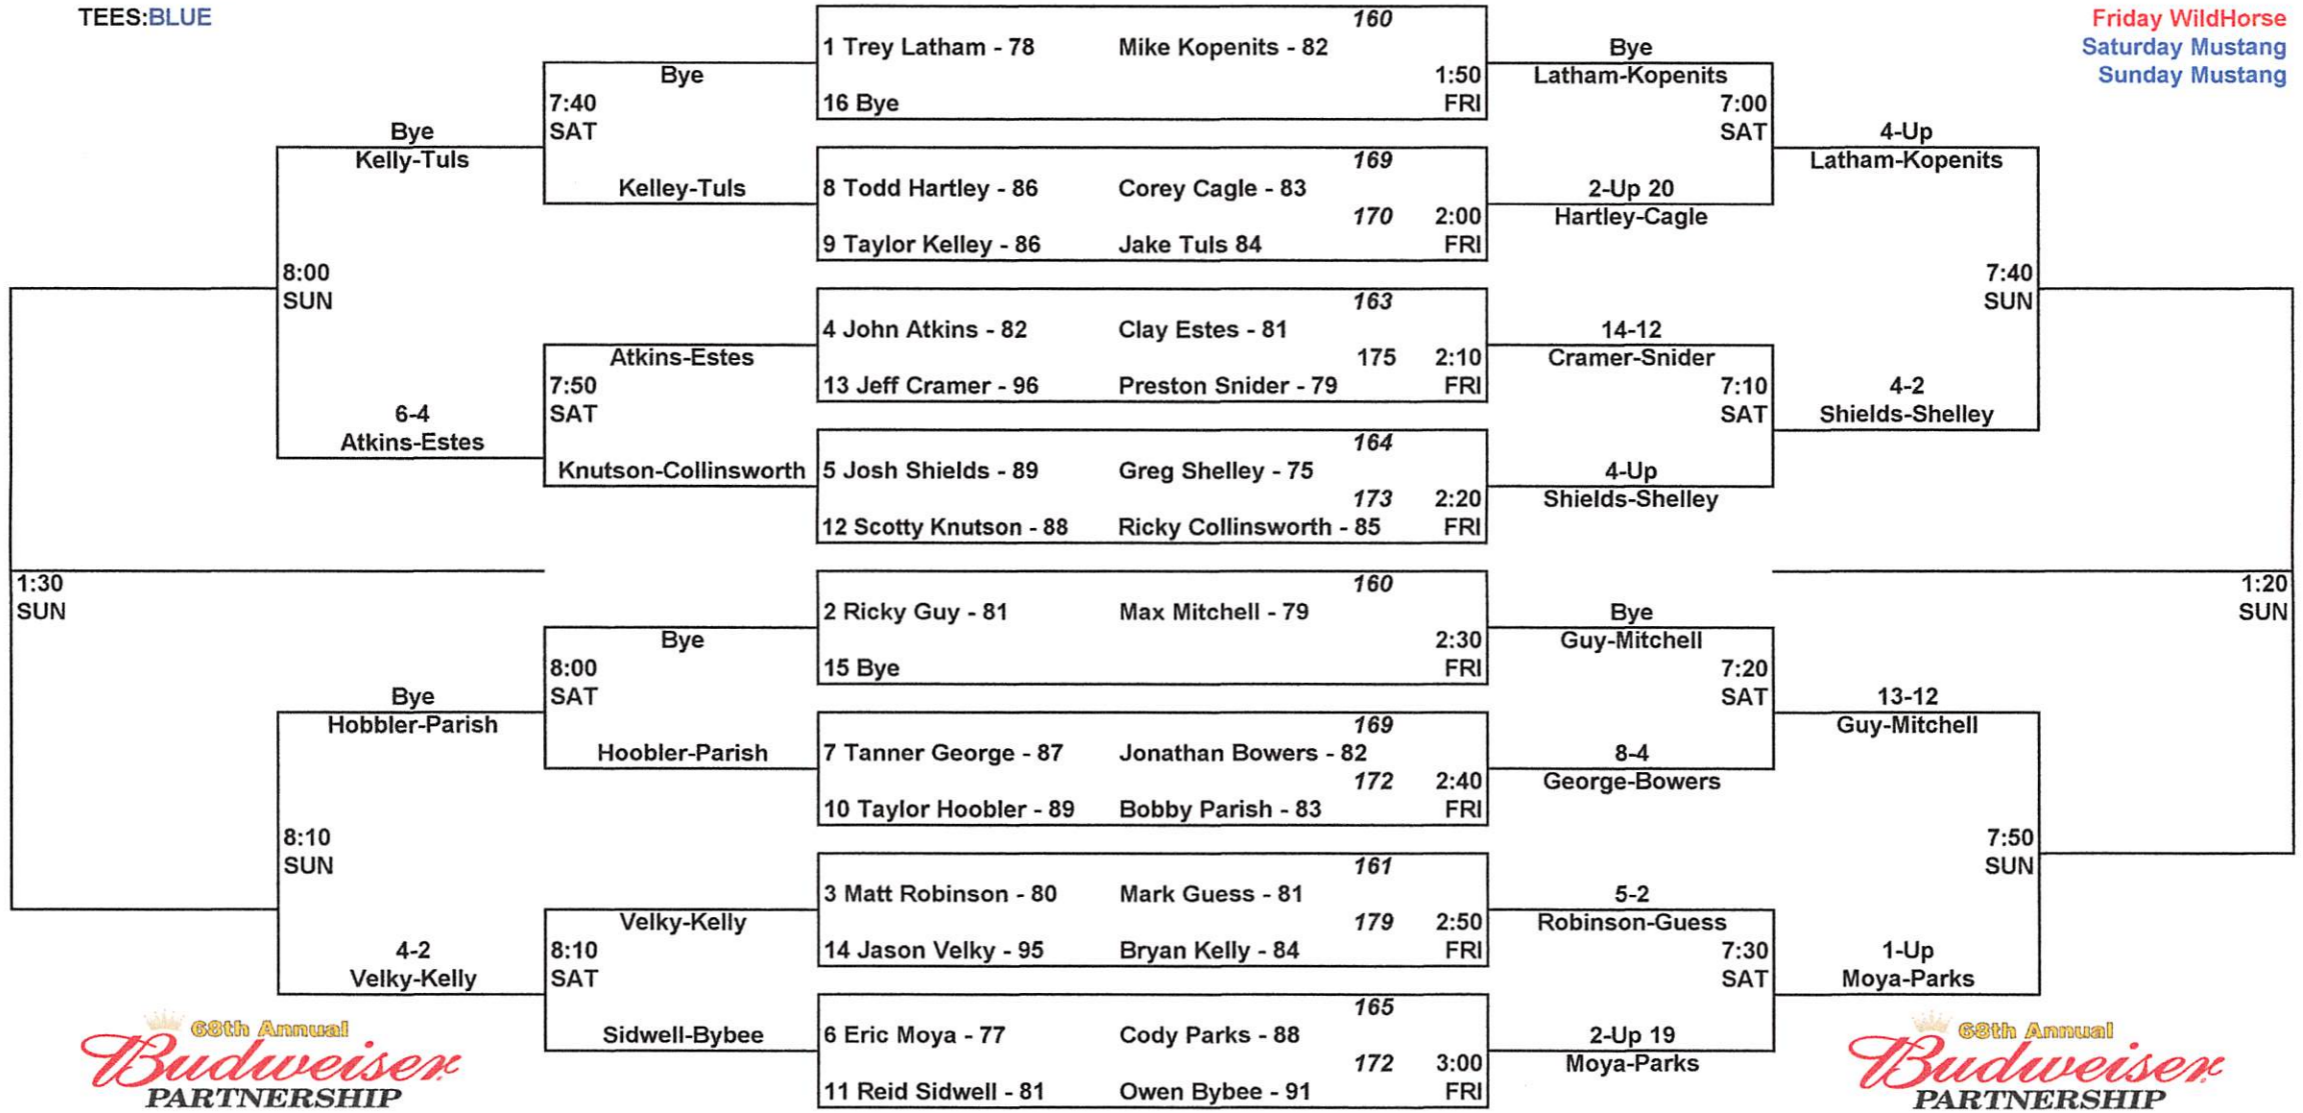 TEES:BLUE
Friday WildHorse
Saturday Mustang
Sunday Mustang
160
1 Trey Latham - 78 Mike Kopenits - 82
1:50
16 Bye FRI
169
8 Todd Hartley - 86 Corey Cagle - 83
170 2:00
9 Taylor Kelley - 86 Jake Tuls 84 FRI
163
4 John Atkins - 82 Clay Estes - 81
175 2:10
13 Jeff Cramer - 96 Preston Snider - 79 FRI
164
5 Josh Shields - 89 Greg Shelley - 75
173 2:20
12 Scotty Knutson - 88 Ricky Collinsworth - 85 FRI
160
2 Ricky Guy - 81 Max Mitchell - 79
2:30
15 Bye FRI
169
7 Tanner George - 87 Jonathan Bowers - 82
172 2:40
10 Taylor Hoobler - 89 Bobby Parish - 83 FRI
161
3 Matt Robinson - 80 Mark Guess - 81
179 2:50
14 Jason Velky - 95 Bryan Kelly - 84 FRI
165
6 Eric Moya - 77 Cody Parks - 88
172 3:00
11 Reid Sidwell - 81 Owen Bybee - 91 FRI
Bye
7:40
SAT
Kelley-Tuls
Atkins-Estes
7:50
SAT
Knutson-Collinsworth
Bye
8:00
SAT
Hoobler-Parish
Velky-Kelly
8:10
SAT
Sidwell-Bybee
Bye
Kelly-Tuls
8:00
SUN
6-4
Atkins-Estes
Bye
Hobbler-Parish
8:10
SUN
4-2
Velky-Kelly
1:30
SUN
Bye
Latham-Kopenits
7:00
SAT
2-Up 20
Hartley-Cagle
14-12
Cramer-Snider
7:10
SAT
4-Up
Shields-Shelley
Bye
Guy-Mitchell
7:20
SAT
8-4
George-Bowers
5-2
Robinson-Guess
7:30
SAT
2-Up 19
Moya-Parks
4-Up
Latham-Kopenits
7:40
SUN
4-2
Shields-Shelley
13-12
Guy-Mitchell
7:50
SUN
1-Up
Moya-Parks
1:20
SUN
68th Annual
Budweiser
PARTNERSHIP
68th Annual
Budweiser
PARTNERSHIP